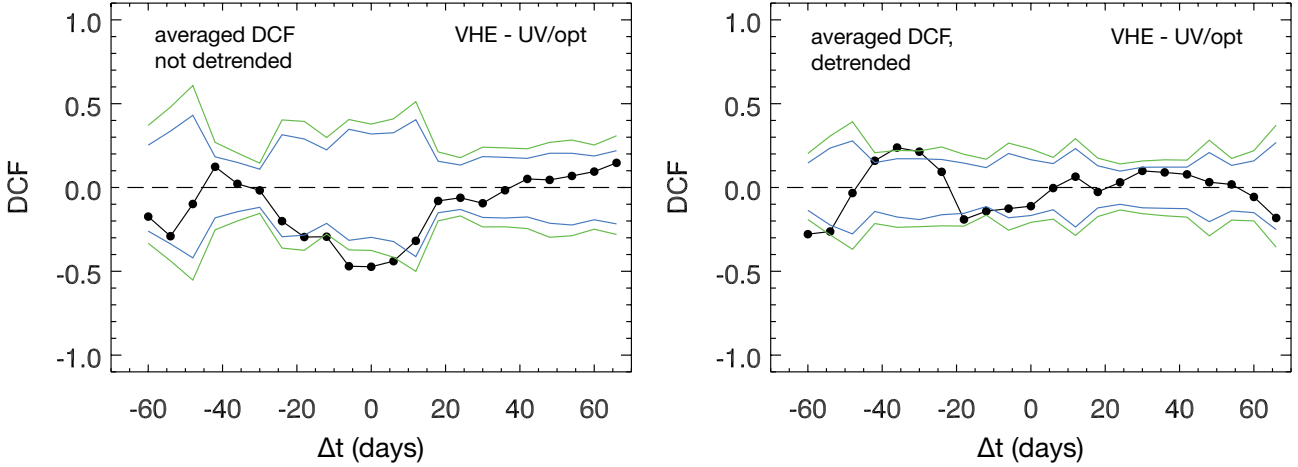 averaged DCF
not detrended
VHE - UV/opt
DCF
1.0
0.5
0.0
-0.5
-1.0
-60 -40 -20 0 20 40 60
Δt (days)
averaged DCF,
detrended
VHE - UV/opt
DCF
1.0
0.5
0.0
-0.5
-1.0
-60 -40 -20 0 20 40 60
Δt (days)